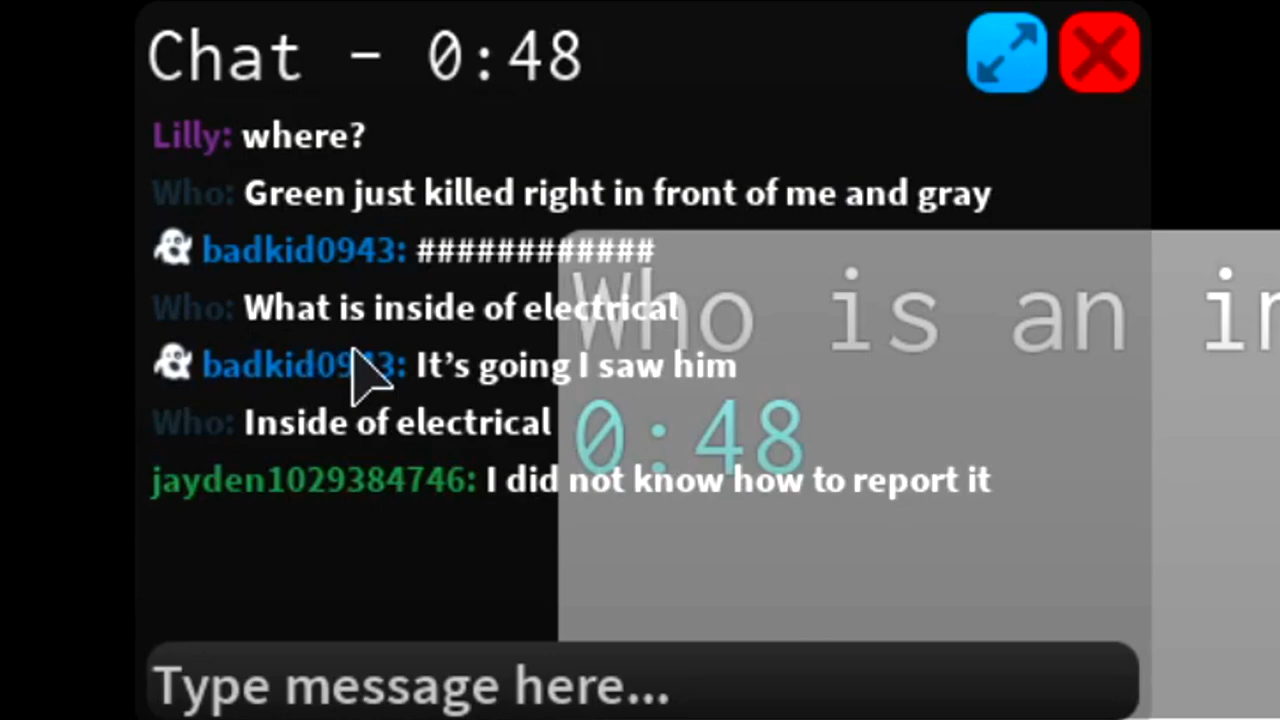 Chat - 0:48
Lilly: where?
Who: Green just killed right in front of me and gray
badkid0943: ############
Who: What is inside of electrical
badkid0943: It's going I saw him
Who: Inside of electrical
jayden1029384746: I did not know how to report it
Who is an
0:48
Type message here...